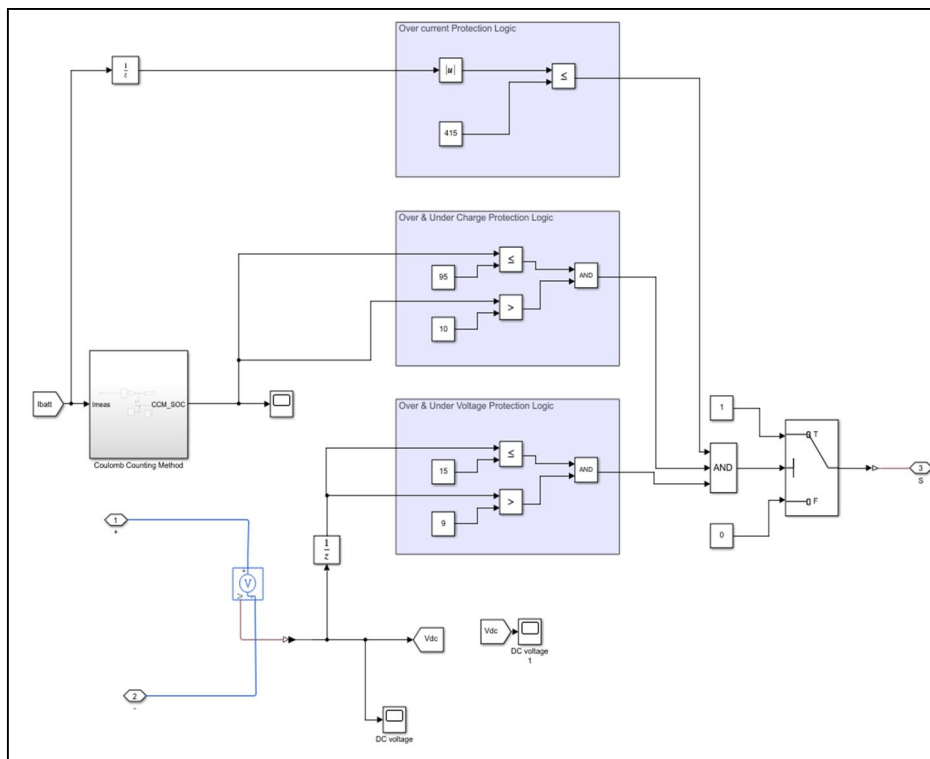 Over current Protection Logic
1
z
|u|
≤
415
Over & Under Charge Protection Logic
≤
95
AND
>
10
Ibatt
Imeas
CCM_SOC
Coulomb Counting Method
Over & Under Voltage Protection Logic
≤
15
AND
>
9
1
T
AND
F
0
3
S
1
z
1
+
+
V
Vdc
Vdc
DC voltage
1
2
-
DC voltage